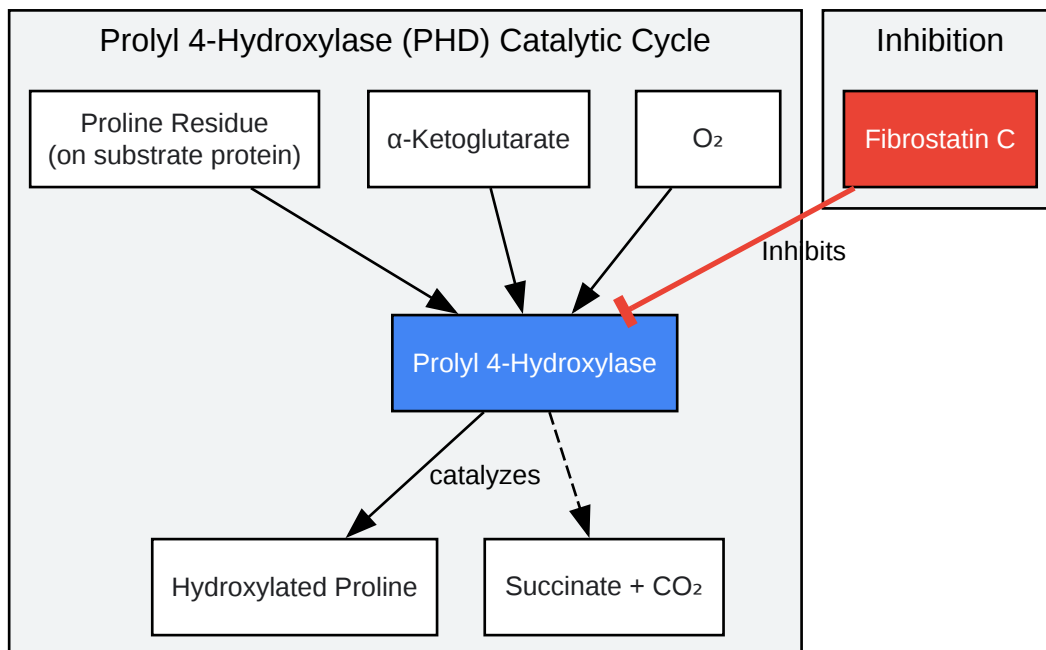 Prolyl 4-Hydroxylase (PHD) Catalytic Cycle
Inhibition
Proline Residue
(on substrate protein)
α-Ketoglutarate
O₂
Fibrostatin C
Inhibits
Prolyl 4-Hydroxylase
catalyzes
Hydroxylated Proline
Succinate + CO₂